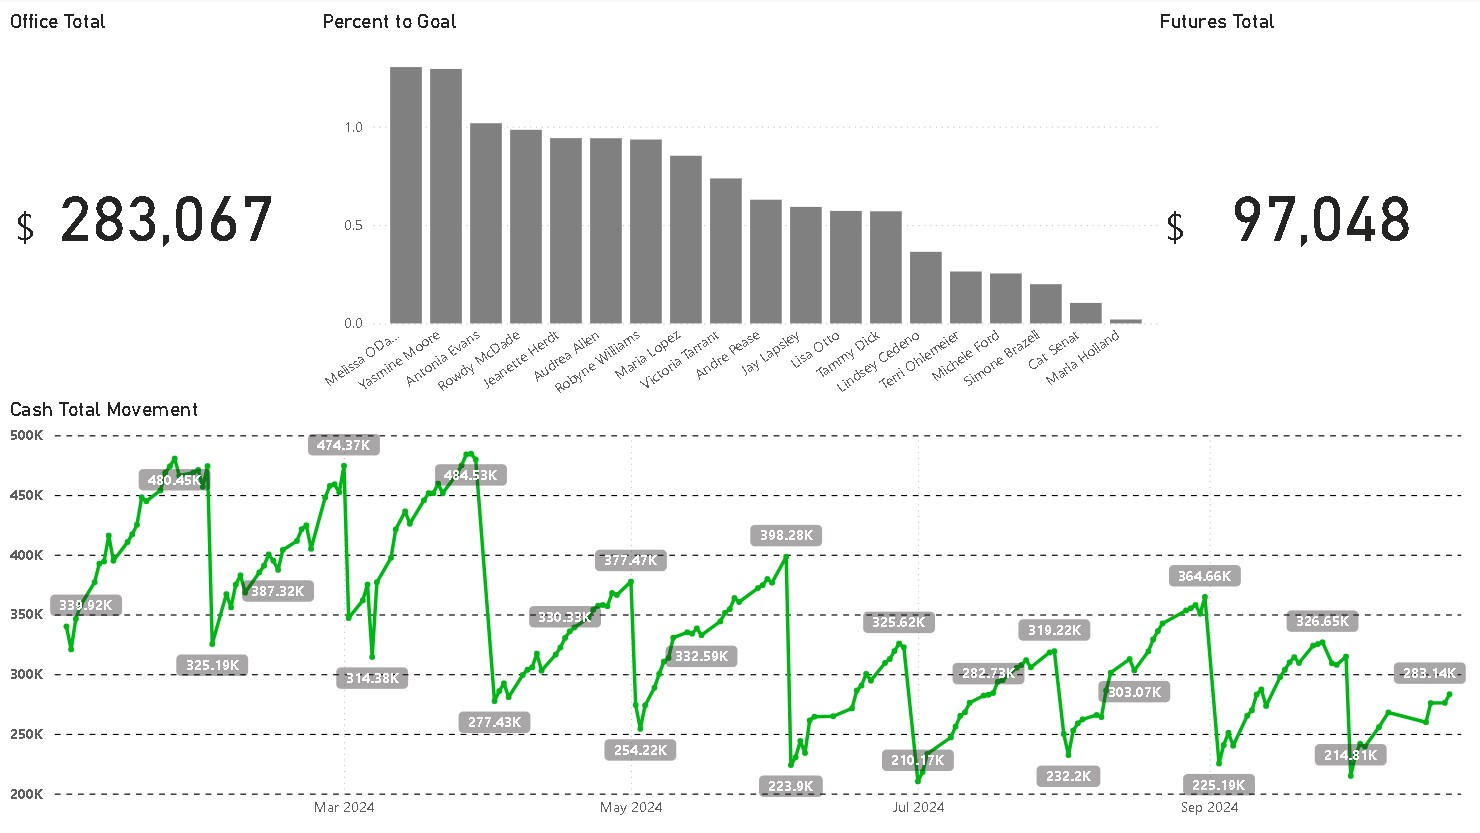 Office Total
Percent to Goal
Futures Total
1.0
0.5
0.0
$ 283,067
$ 97,048
Melissa ODa...
Yasmine Moore
Antonia Evans
Rowdy McDade
Jeanette Herdt
Audrea Allen
Robyne Williams
Maria Lopez
Victoria Tarrant
Andre Pease
Jay Lapsley
Lisa Otto
Tammy Dick
Lindsey Cedeno
Terri Ohlemeier
Michele Ford
Simone Brazell
Cat Senat
Marla Holland
Cash Total Movement
500K
450K
400K
350K
300K
250K
200K
339.92K
480.45K
325.19K
387.32K
474.37K
314.38K
484.53K
277.43K
330.33K
377.47K
254.22K
332.59K
398.28K
223.9K
325.62K
210.17K
282.73K
319.22K
232.2K
303.07K
364.66K
225.19K
326.65K
214.81K
283.14K
Mar 2024
May 2024
Jul 2024
Sep 2024